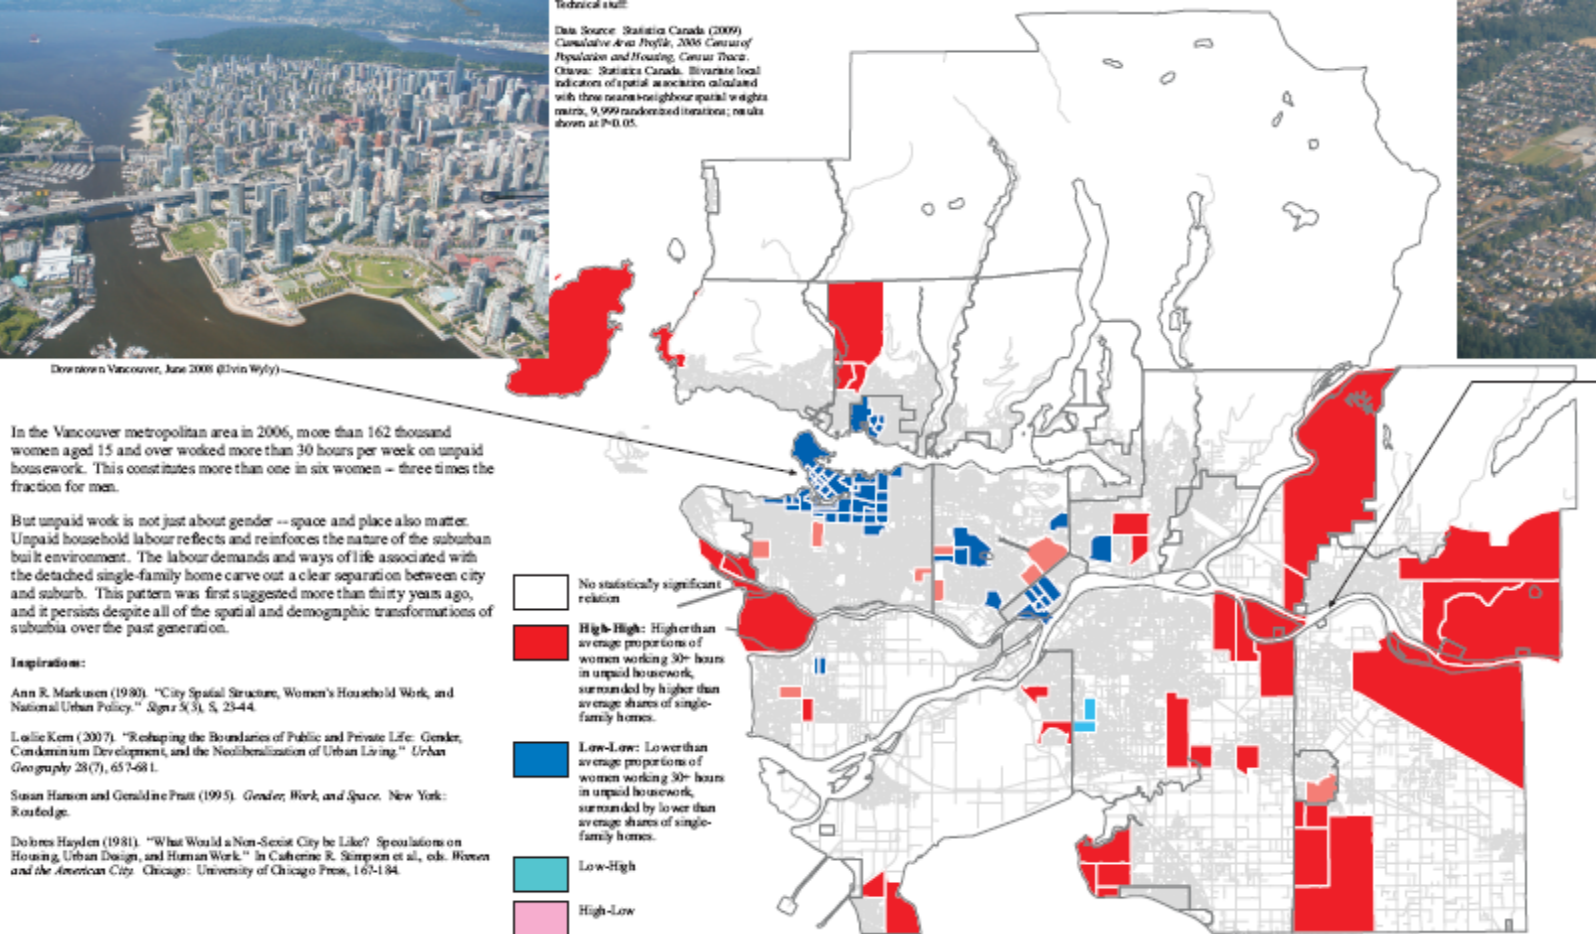 Technical stuff:
Data Source: Statistics Canada (2009)
Cumulative Area Profile, 2006 Census of
Population and Housing, Census Tracts.
Ottawa: Statistics Canada. Bivariate local
indicators of spatial association calculated
with three nearest-neighbour spatial weights
matrix, 9,999 randomized iterations; results
shown at P=0.05.
Downtown Vancouver, June 2008 (Elvin Wyly)
In the Vancouver metropolitan area in 2006, more than 162 thousand
women aged 15 and over worked more than 30 hours per week on unpaid
housework. This constitutes more than one in six women -- three times the
fraction for men.
But unpaid work is not just about gender -- space and place also matter.
Unpaid household labour reflects and reinforces the nature of the suburban
built environment. The labour demands and ways of life associated with
the detached single-family home carve out a clear separation between city
and suburb. This pattern was first suggested more than thirty years ago,
and it persists despite all of the spatial and demographic transformations of
suburbia over the past generation.
Inspirations:
Ann R. Markusen (1980). "City Spatial Structure, Women's Household Work, and
National Urban Policy." Signs 5(3), S, 23-44.
Leslie Kern (2007). "Reshaping the Boundaries of Public and Private Life: Gender,
Condominium Development, and the Neoliberalization of Urban Living." Urban
Geography 28(7), 657-681.
Susan Hanson and Geraldine Pratt (1995). Gender, Work, and Space. New York:
Routledge.
Dolores Hayden (1981). "What Would a Non-Sexist City be Like? Speculations on
Housing, Urban Design, and Human Work." In Catherine R. Stimpson et al., eds. Women
and the American City. Chicago: University of Chicago Press, 167-184.
No statistically significant
relation
High-High: Higher than
average proportions of
women working 30+ hours
in unpaid housework,
surrounded by higher than
average shares of single-
family homes.
Low-Low: Lower than
average proportions of
women working 30+ hours
in unpaid housework,
surrounded by lower than
average shares of single-
family homes.
Low-High
High-Low